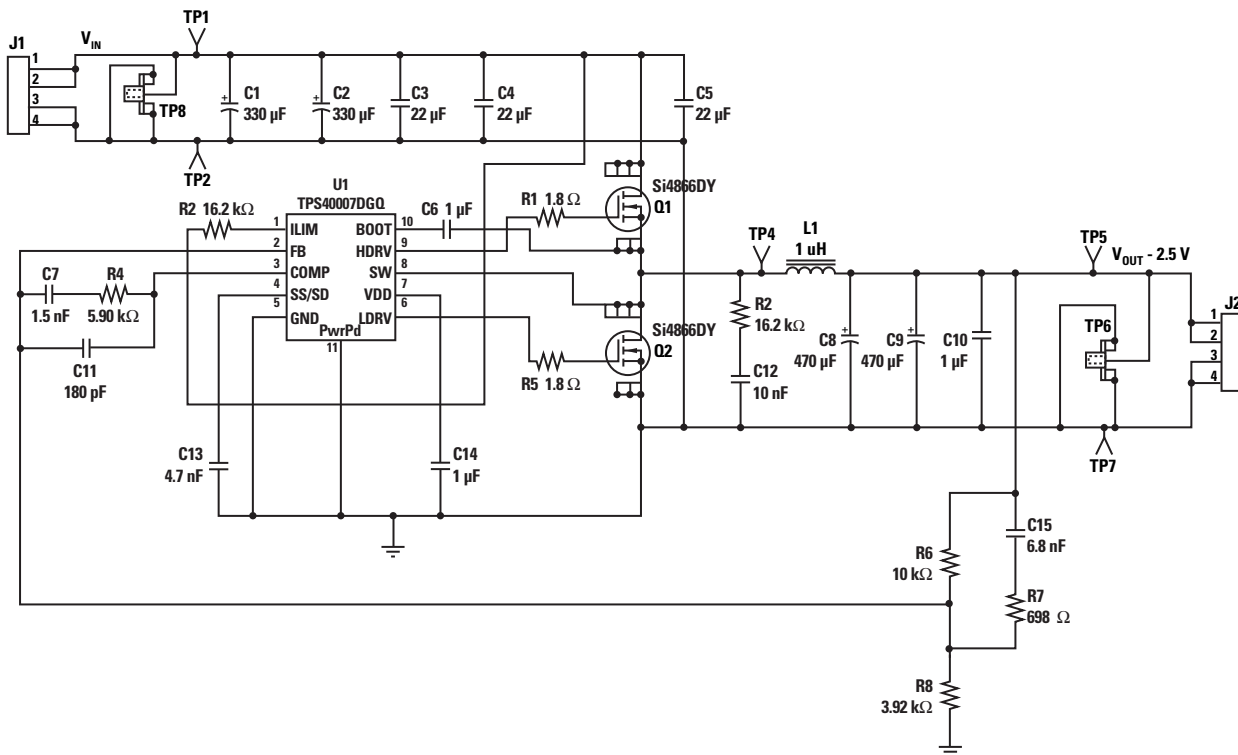 TP1
J1
V_IN
1
2
3
4
TP8
C1
330 µF
C2
330 µF
C3
22 µF
C4
22 µF
C5
22 µF
TP2
U1
TPS40007DGQ
R2 16.2 kΩ
1 ILIM
2 FB
3 COMP
4 SS/SD
5 GND
BOOT 10
HDRV 9
SW 8
VDD 7
LDRV 6
PwrPd
11
C6 1 µF
R1 1.8 Ω
Si4866DY
Q1
Si4866DY
Q2
R5 1.8 Ω
C7
1.5 nF
R4
5.90 kΩ
C11
180 pF
C13
4.7 nF
C14
1 µF
TP4
L1
1 uH
R2
16.2 kΩ
C12
10 nF
C8
470 µF
C9
470 µF
C10
1 µF
TP5
V_OUT - 2.5 V
TP6
J2
1
2
3
4
TP7
C15
6.8 nF
R6
10 kΩ
R7
698 Ω
R8
3.92 kΩ